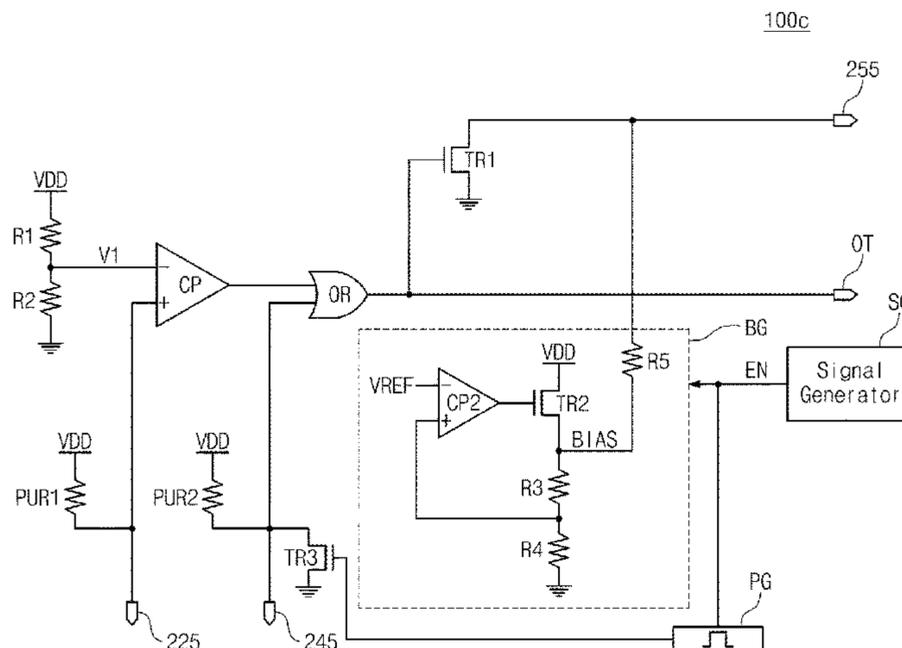 100c
255
TR1
VDD
R1
V1
CP
R2
OR
OT
BG
VDD
R5
EN
Signal
Generator
VREF
CP2
TR2
BIAS
VDD
VDD
PUR1
PUR2
R3
TR3
R4
PG
225
245